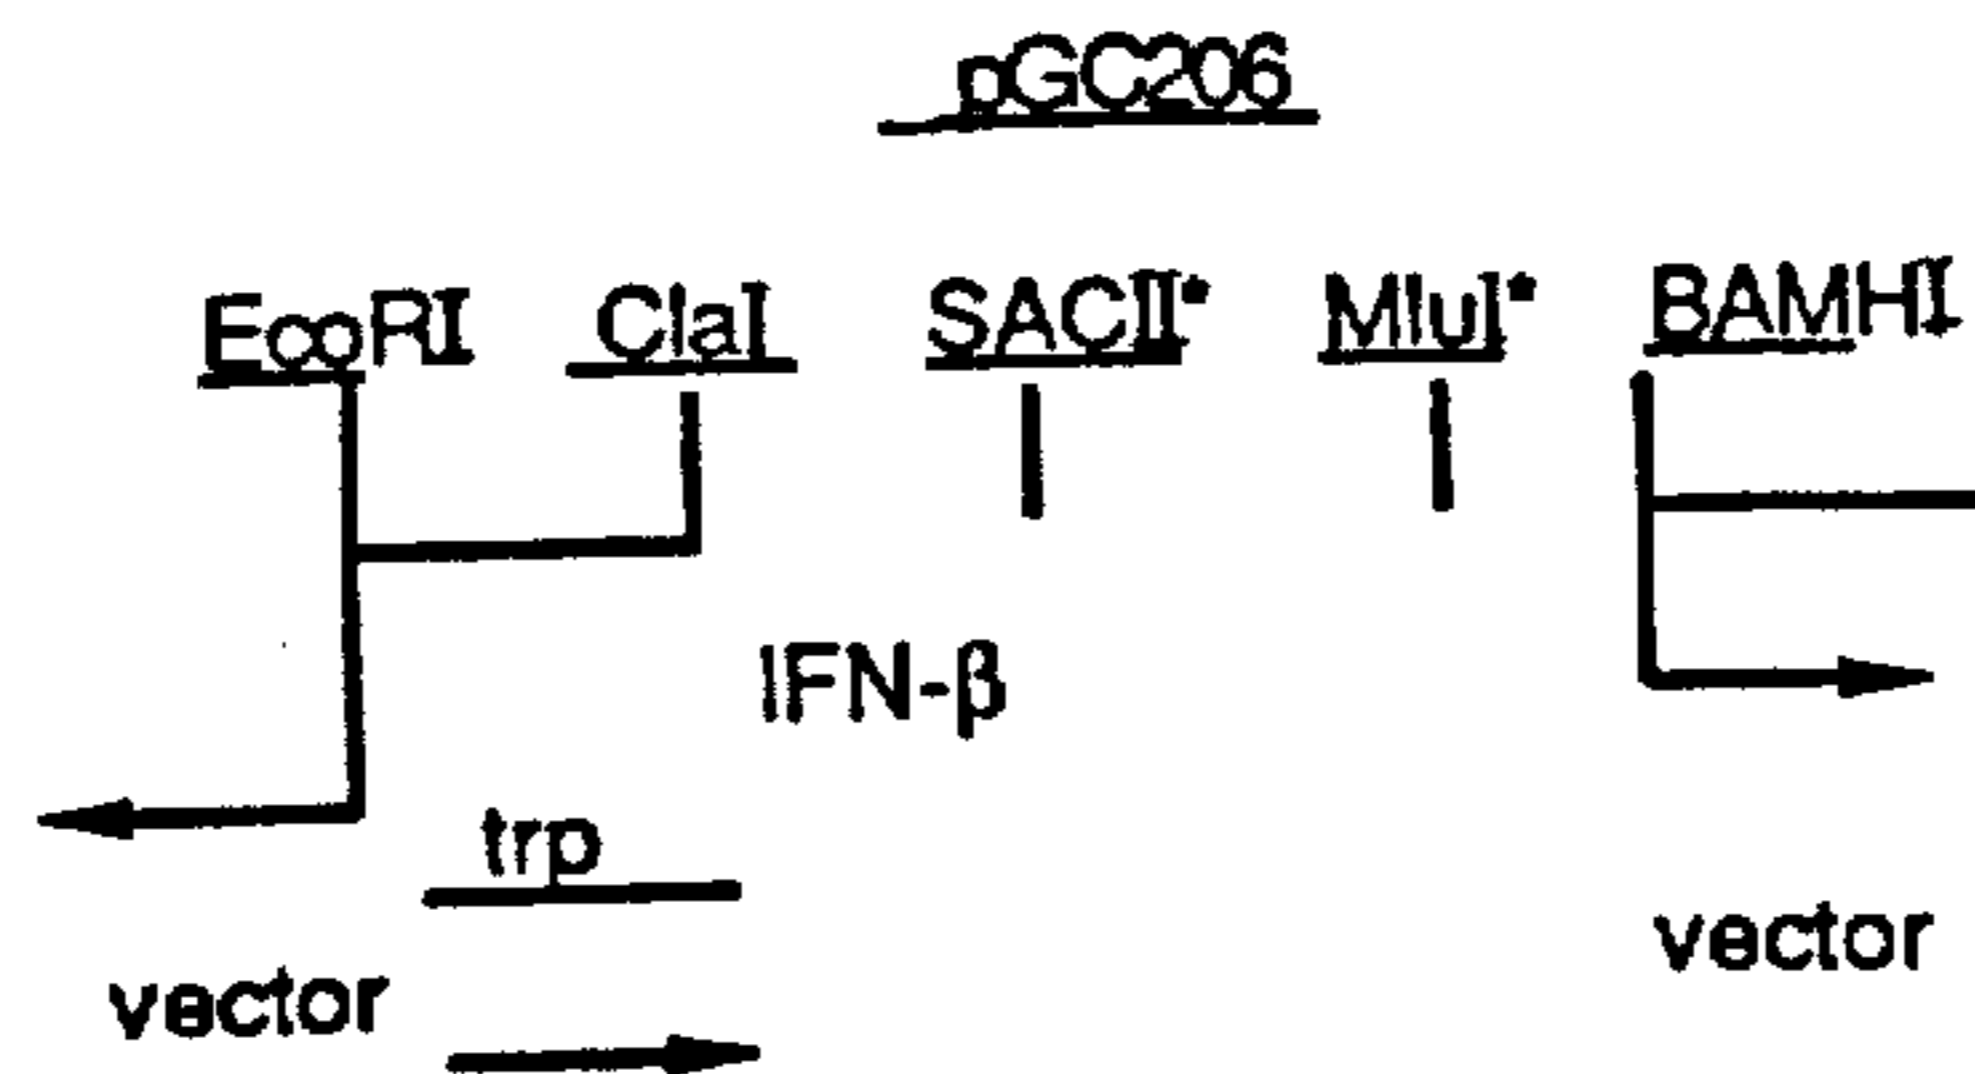 pGC206
EcoRI ClaI SACII* MluI* BAMHI
IFN-β
trp
vector
vector